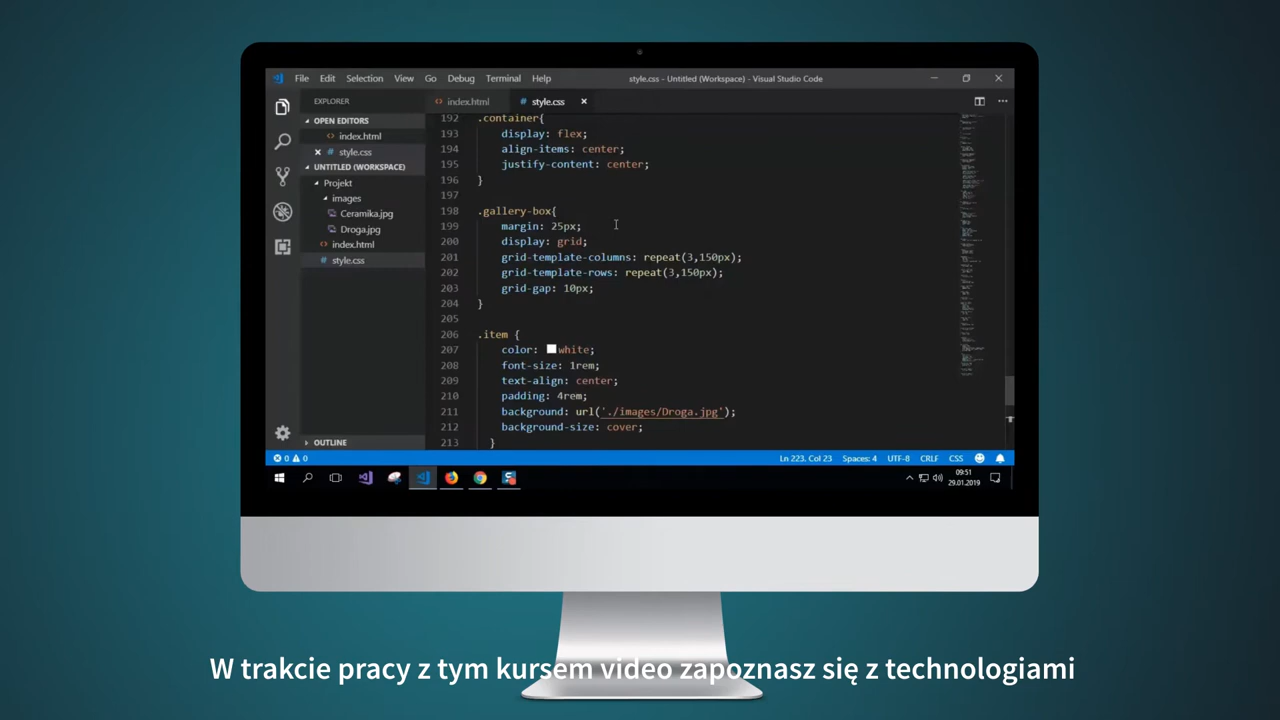 File Edit Selection View Go Debug Terminal Help
style.css - Untitled (Workspace) - Visual Studio Code
EXPLORER
index.html
style.css
OPEN EDITORS
index.html
style.css
UNTITLED (WORKSPACE)
Projekt
images
Ceramika.jpg
Droga.jpg
index.html
style.css
OUTLINE
192 .container{
193 display: flex;
194 align-items: center;
195 justify-content: center;
196 }
197
198 .gallery-box{
199 margin: 25px;
200 display: grid;
201 grid-template-columns: repeat(3,150px);
202 grid-template-rows: repeat(3,150px);
203 grid-gap: 10px;
204 }
205
206 .item {
207 color: white;
208 font-size: 1rem;
209 text-align: center;
210 padding: 4rem;
211 background: url('./images/Droga.jpg');
212 background-size: cover;
213 }
0 0
Ln 223, Col 23 Spaces: 4 UTF-8 CRLF CSS
09:51
29.01.2019
W trakcie pracy z tym kursem video zapoznasz się z technologiami